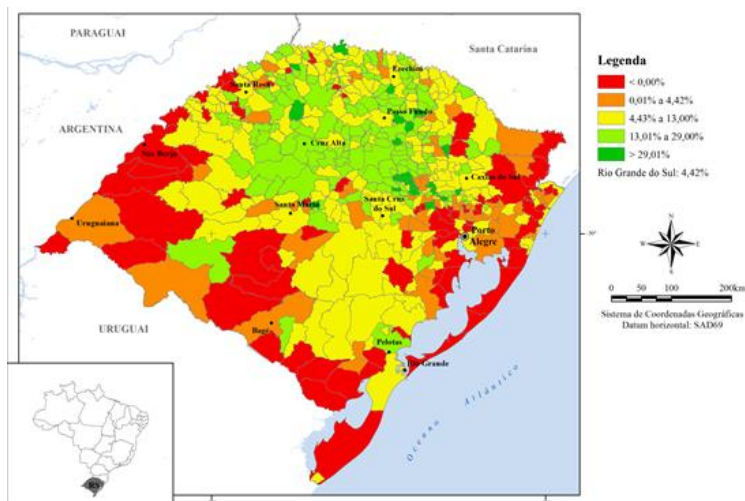 PARAGUAI
Santa Catarina
Erechim
Santa Rosa
Passo Fundo
ARGENTINA
São Borja
Cruz Alta
Caxias do Sul
Santa Maria
Santa Cruz
do Sul
Uruguaiana
Porto
Alegre
URUGUAI
Bagé
Pelotas
Rio Grande
Oceano Atlântico
RS
Legenda
< 0,00%
0,01% a 4,42%
4,43% a 13,00%
13,01% a 29,00%
> 29,01%
Rio Grande do Sul: 4,42%
-30°
N
W E
S
0 50 100 200km
Sistema de Coordenadas Geográficas
Datum horizontal: SAD69